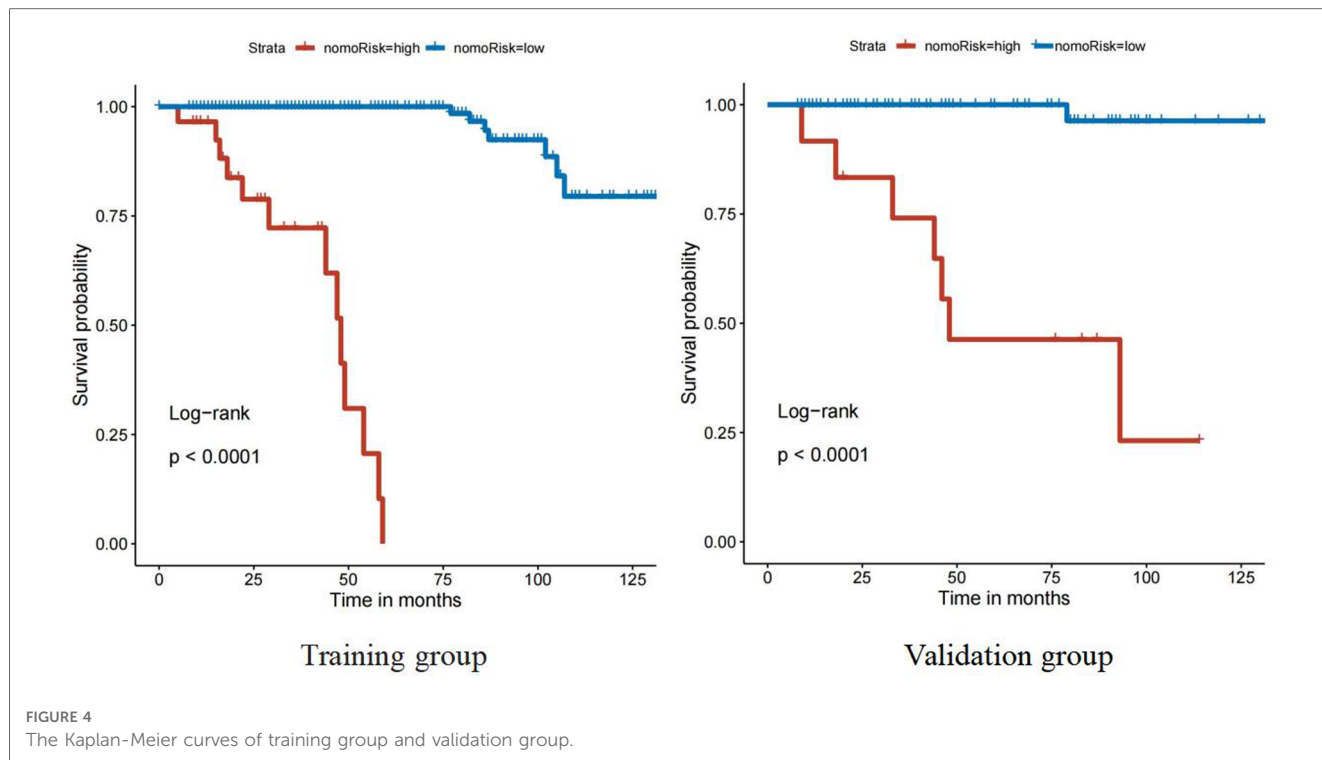 Strata nomoRisk=high nomoRisk=low
1.00
0.75
0.50
0.25
0.00
Survival probability
Log-rank
p < 0.0001
0 25 50 75 100 125
Time in months
Training group
Strata nomoRisk=high nomoRisk=low
1.00
0.75
0.50
0.25
0.00
Survival probability
Log-rank
p < 0.0001
0 25 50 75 100 125
Time in months
Validation group
FIGURE 4
The Kaplan-Meier curves of training group and validation group.